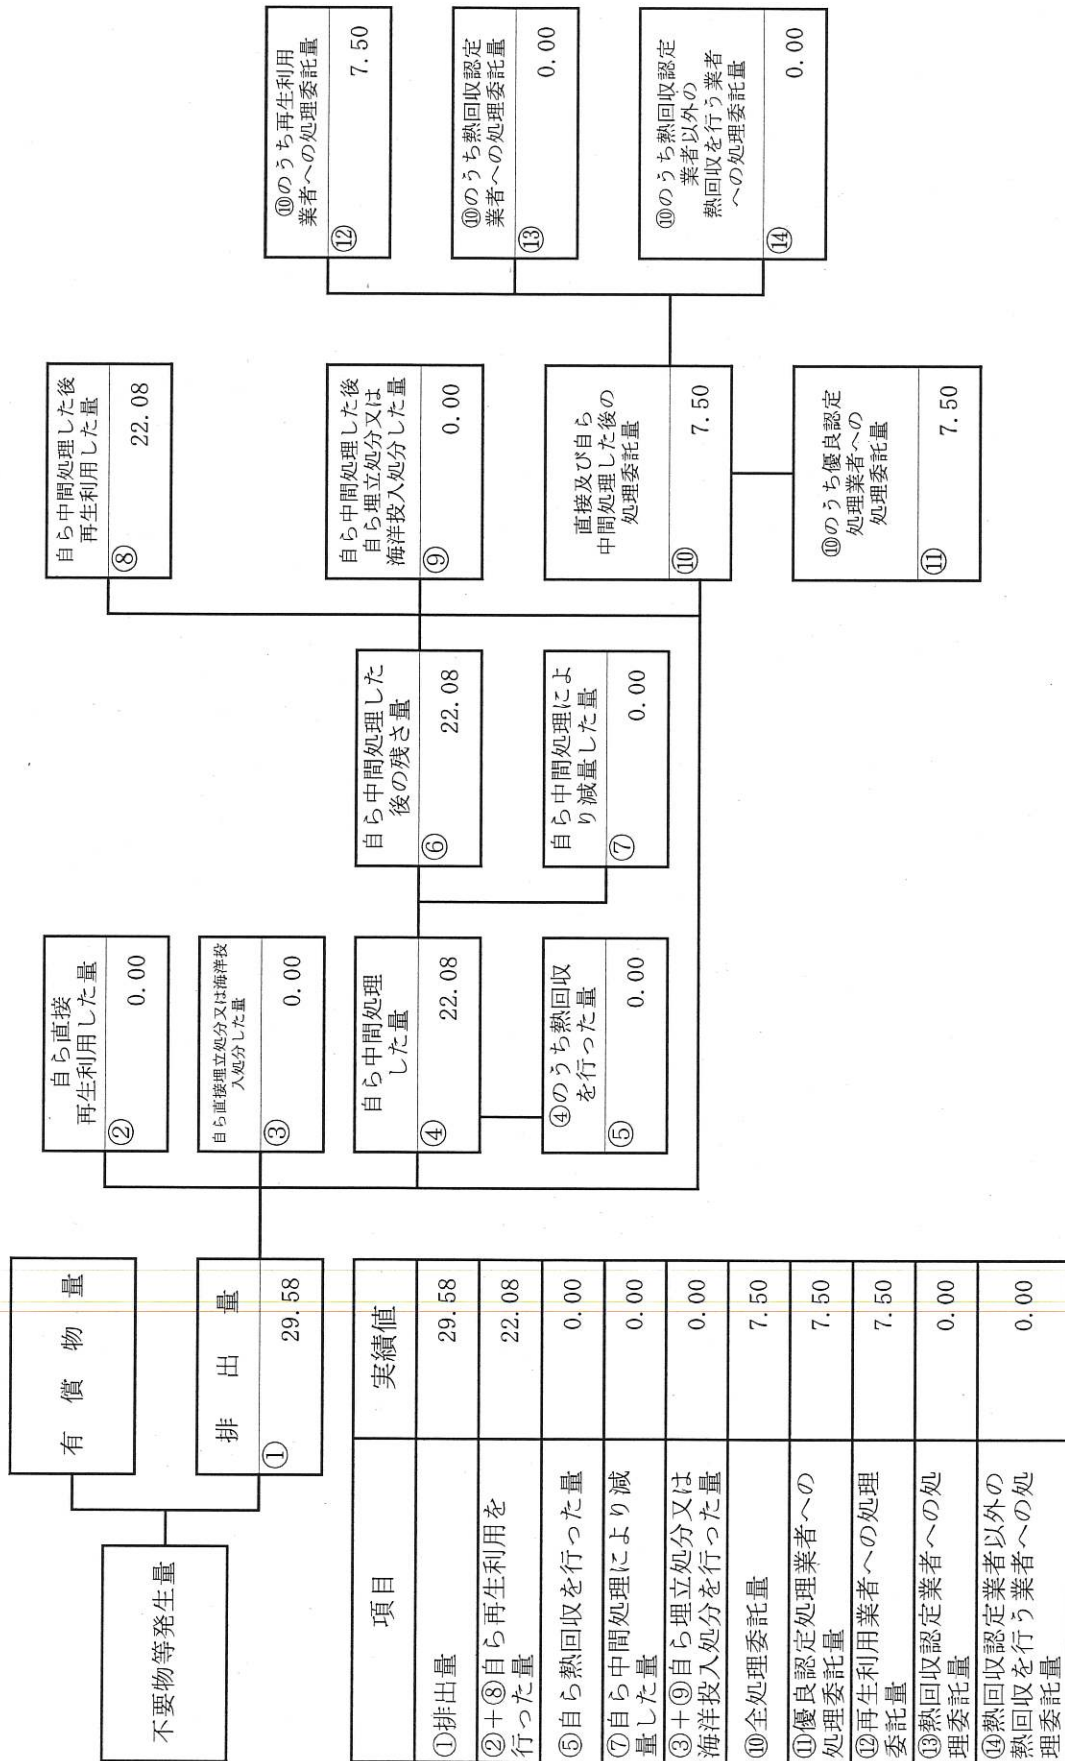 不要物等発生量
有償物量
排出量
①
29.58
自ら直接
再生利用した量
②
0.00
自ら直接埋立処分又は海洋投
入処分した量
③
0.00
自ら中間処理
した量
④
22.08
④のうち熱回収
を行った量
⑤
0.00
自ら中間処理した
後の残さ量
⑥
22.08
自ら中間処理によ
り減量した量
⑦
0.00
自ら中間処理した後
再生利用した量
⑧
22.08
自ら中間処理した後
自ら埋立処分又は
海洋投入処分した量
⑨
0.00
直接及び自ら
中間処理した後の
処理委託量
⑩
7.50
⑩のうち優良認定
処理業者への
処理委託量
⑪
7.50
⑩のうち再生利用
業者への処理委託量
⑫
7.50
⑩のうち熱回収認定
業者への処理委託量
⑬
0.00
⑩のうち熱回収認定
業者以外の
熱回収を行う業者
への処理委託量
⑭
0.00
項目 実績値
①排出量 29.58
②+⑧自ら再生利用を
行った量 22.08
⑤自ら熱回収を行った量 0.00
⑦自ら中間処理により減
量した量 0.00
③+⑨自ら埋立処分又は
海洋投入処分を行った量 0.00
⑩全処理委託量 7.50
⑪優良認定処理業者への
処理委託量 7.50
⑫再生利用業者への処理
委託量 7.50
⑬熱回収認定業者への処
理委託量 0.00
⑭熱回収認定業者以外の
熱回収を行う業者への処
理委託量 0.00